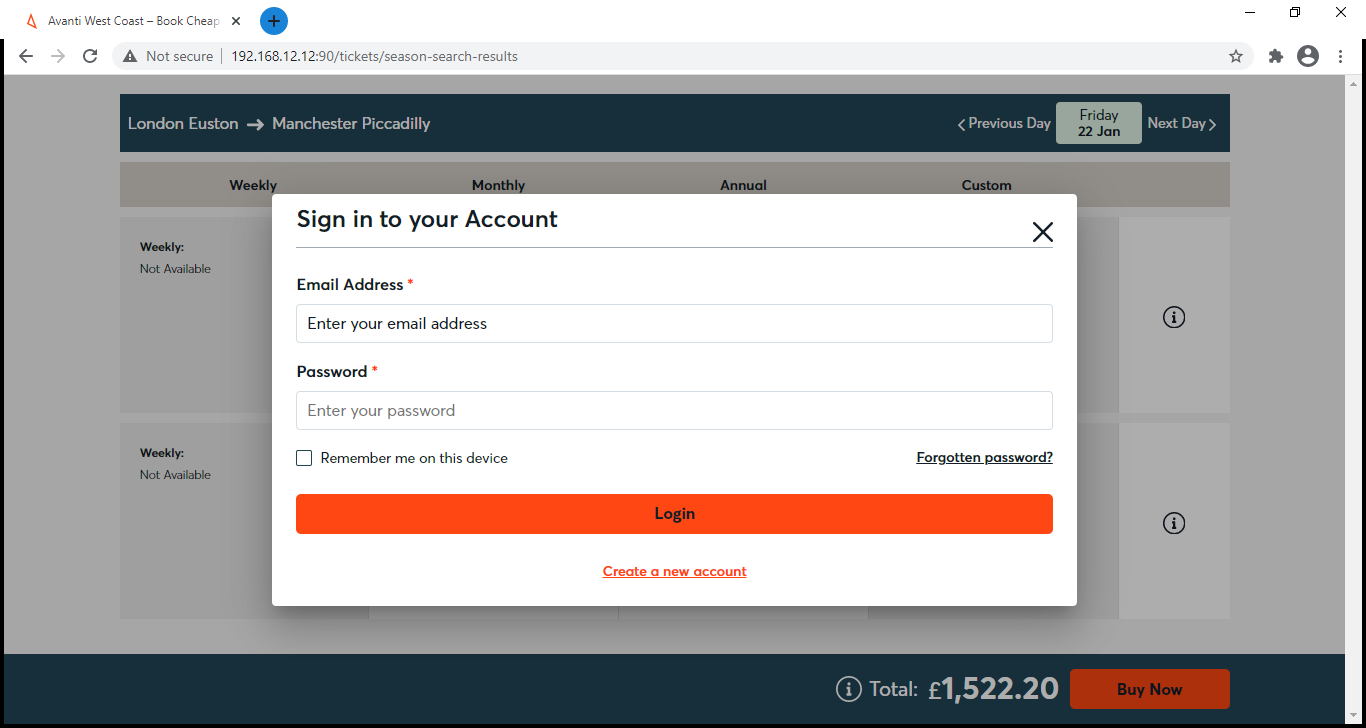 Avanti West Coast – Book Cheap
Not secure
192.168.12.12:90/tickets/season-search-results
London Euston → Manchester Piccadilly
Previous Day
Friday
22 Jan
Next Day
Weekly Monthly Annual Custom
Sign in to your Account
Weekly:
Not Available
Email Address *
Enter your email address
Password *
Enter your password
Remember me on this device
Forgotten password?
Weekly:
Not Available
Login
Create a new account
Total: £1,522.20
Buy Now